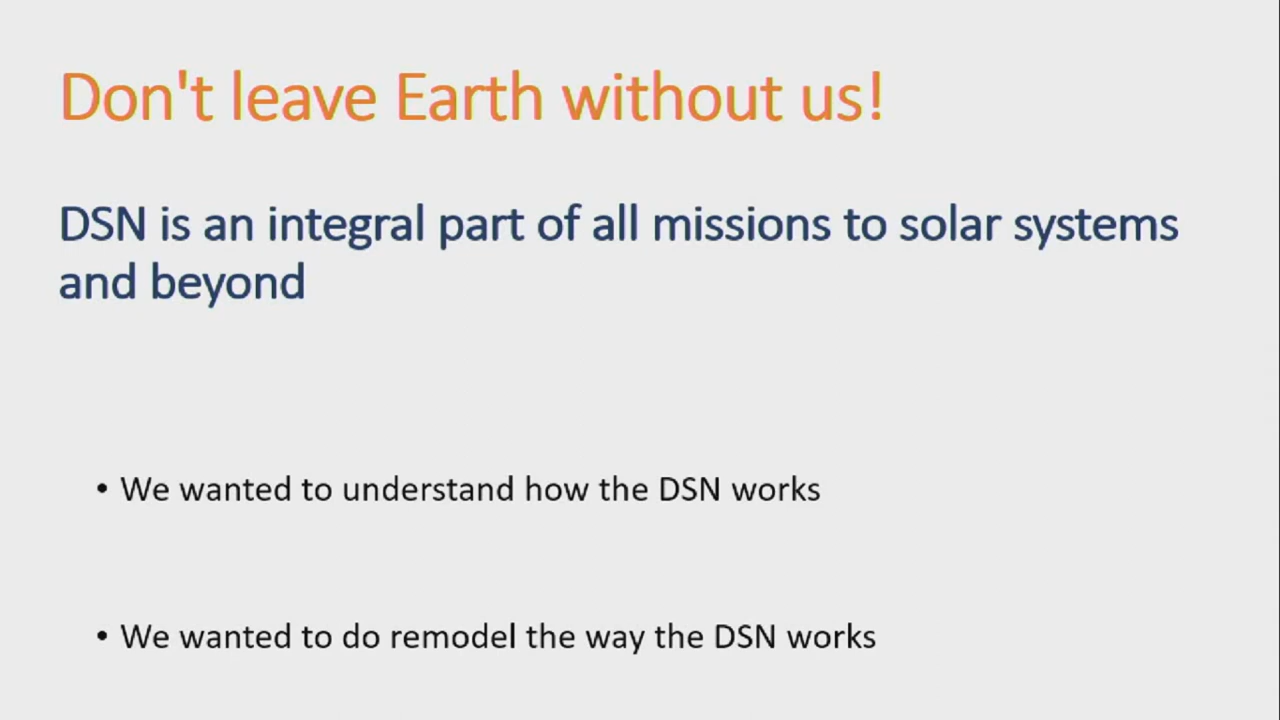 Don't leave Earth without us!
DSN is an integral part of all missions to solar systems
and beyond
• We wanted to understand how the DSN works
• We wanted to do remodel the way the DSN works